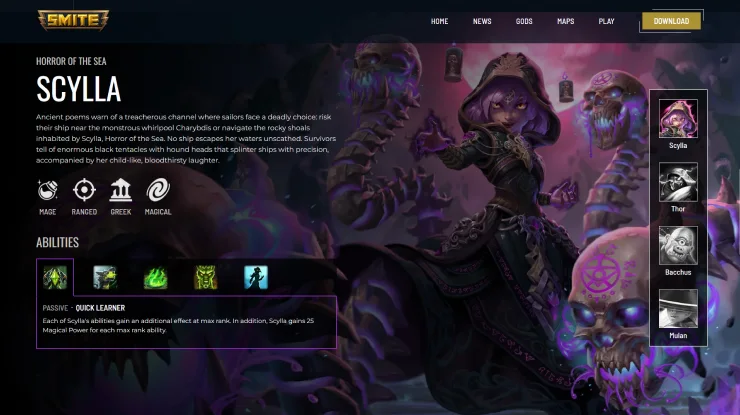 SMITE
HOME NEWS GODS MAPS PLAY DOWNLOAD
HORROR OF THE SEA
SCYLLA
Ancient poems warn of a treacherous channel where sailors face a deadly choice: risk
their ship near the monstrous whirlpool Charybdis or navigate the rocky shoals
inhabited by Scylla, Horror of the Sea. No ship escapes her waters unscathed. Survivors
tell of enormous black tentacles with hound heads that splinter ships with precision,
accompanied by her child-like, bloodthirsty laughter.
MAGE RANGED GREEK MAGICAL
ABILITIES
PASSIVE - QUICK LEARNER
Each of Scylla's abilities gain an additional effect at max rank. In addition, Scylla gains 25
Magical Power for each max rank ability.
Scylla
Thor
Bacchus
Mulan